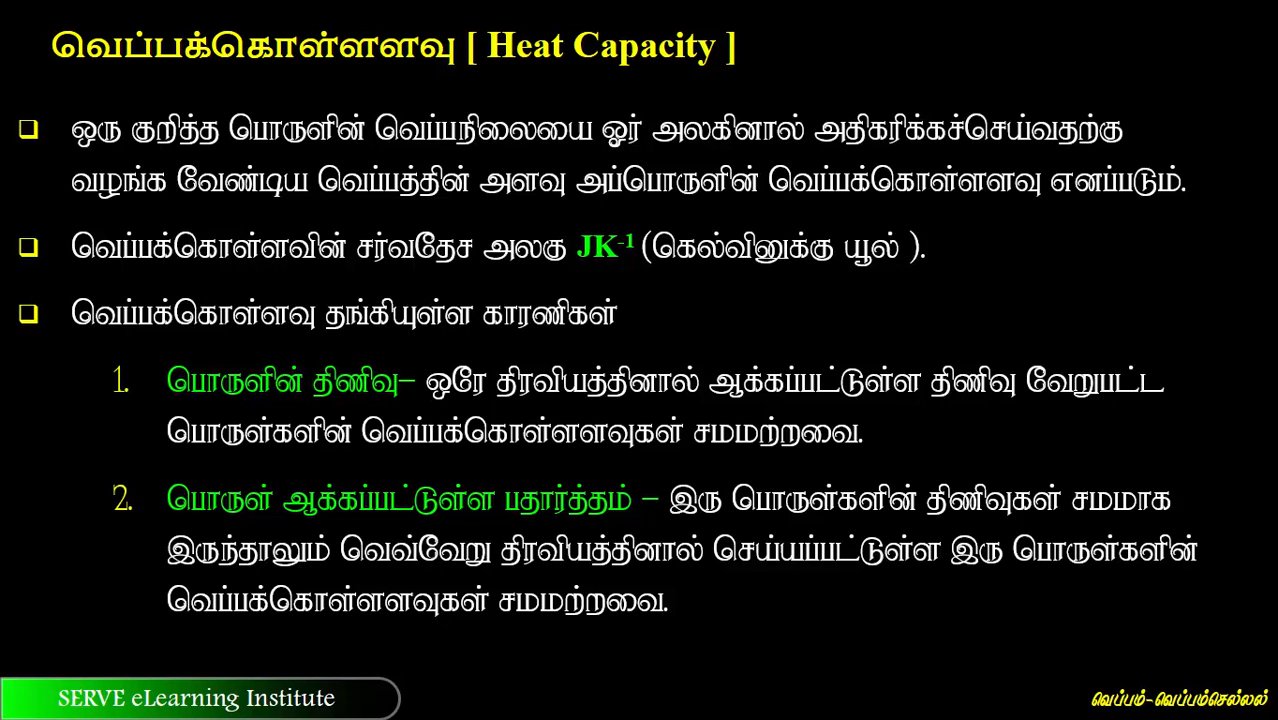 வெப்பக்கொள்ளளவு [ Heat Capacity ]
❑ ஒரு குறித்த பொருளின் வெப்பநிலையை ஓர் அலகினால் அதிகரிக்கச்செய்வதற்கு
வழங்க வேண்டிய வெப்பத்தின் அளவு அப்பொருளின் வெப்பக்கொள்ளளவு எனப்படும்.
❑ வெப்பக்கொள்ளவின் சர்வதேச அலகு JK⁻¹ (கெல்வினுக்கு யூல் ).
❑ வெப்பக்கொள்ளவு தங்கியுள்ள காரணிகள்
1. பொருளின் திணிவு– ஒரே திரவியத்தினால் ஆக்கப்பட்டுள்ள திணிவு வேறுபட்ட
பொருள்களின் வெப்பக்கொள்ளளவுகள் சமமற்றவை.
2. பொருள் ஆக்கப்பட்டுள்ள பதார்த்தம் – இரு பொருள்களின் திணிவுகள் சமமாக
இருந்தாலும் வெவ்வேறு திரவியத்தினால் செய்யப்பட்டுள்ள இரு பொருள்களின்
வெப்பக்கொள்ளளவுகள் சமமற்றவை.
SERVE eLearning Institute
வெப்பம்-வெப்பம்செல்லல்